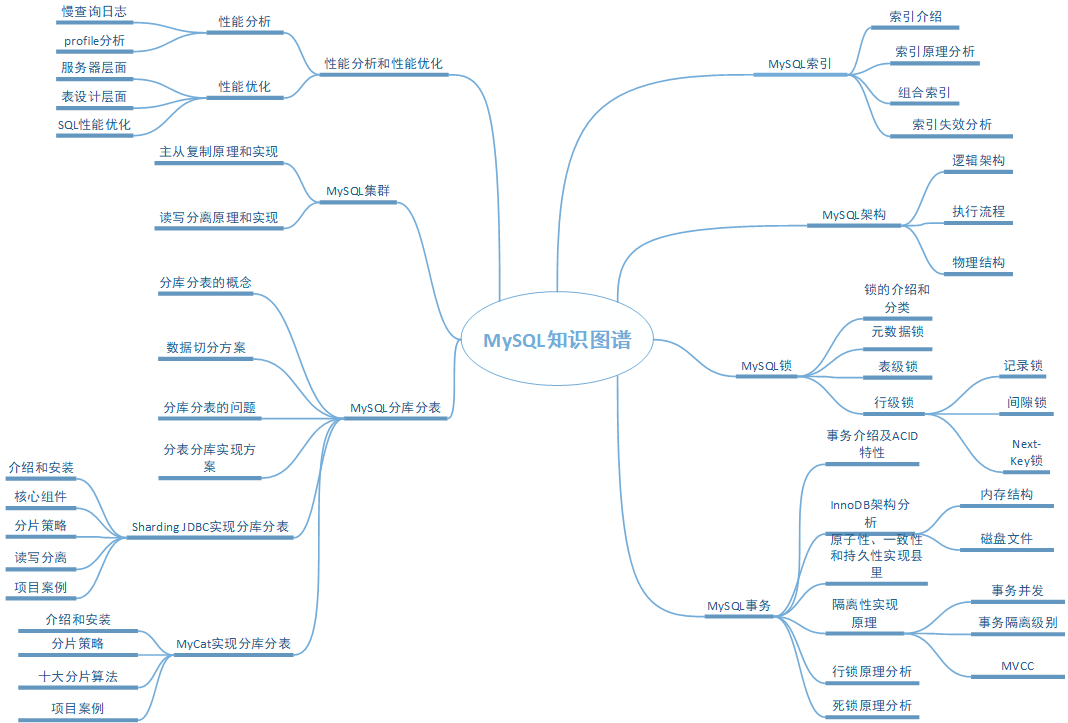 MySQL知识图谱
性能分析和性能优化
性能分析
慢查询日志
profile分析
性能优化
服务器层面
表设计层面
SQL性能优化
MySQL集群
主从复制原理和实现
读写分离原理和实现
MySQL分库分表
分库分表的概念
数据切分方案
分库分表的问题
分表分库实现方
案
Sharding JDBC实现分库分表
介绍和安装
核心组件
分片策略
读写分离
项目案例
MyCat实现分库分表
介绍和安装
分片策略
十大分片算法
项目案例
MySQL索引
索引介绍
索引原理分析
组合索引
索引失效分析
MySQL架构
逻辑架构
执行流程
物理结构
MySQL锁
锁的介绍和
分类
元数据锁
表级锁
行级锁
记录锁
间隙锁
Next-
Key锁
MySQL事务
事务介绍及ACID
特性
InnoDB架构分
析
内存结构
磁盘文件
原子性、一致性
和持久性实现县
里
隔离性实现
原理
事务并发
事务隔离级别
MVCC
行锁原理分析
死锁原理分析